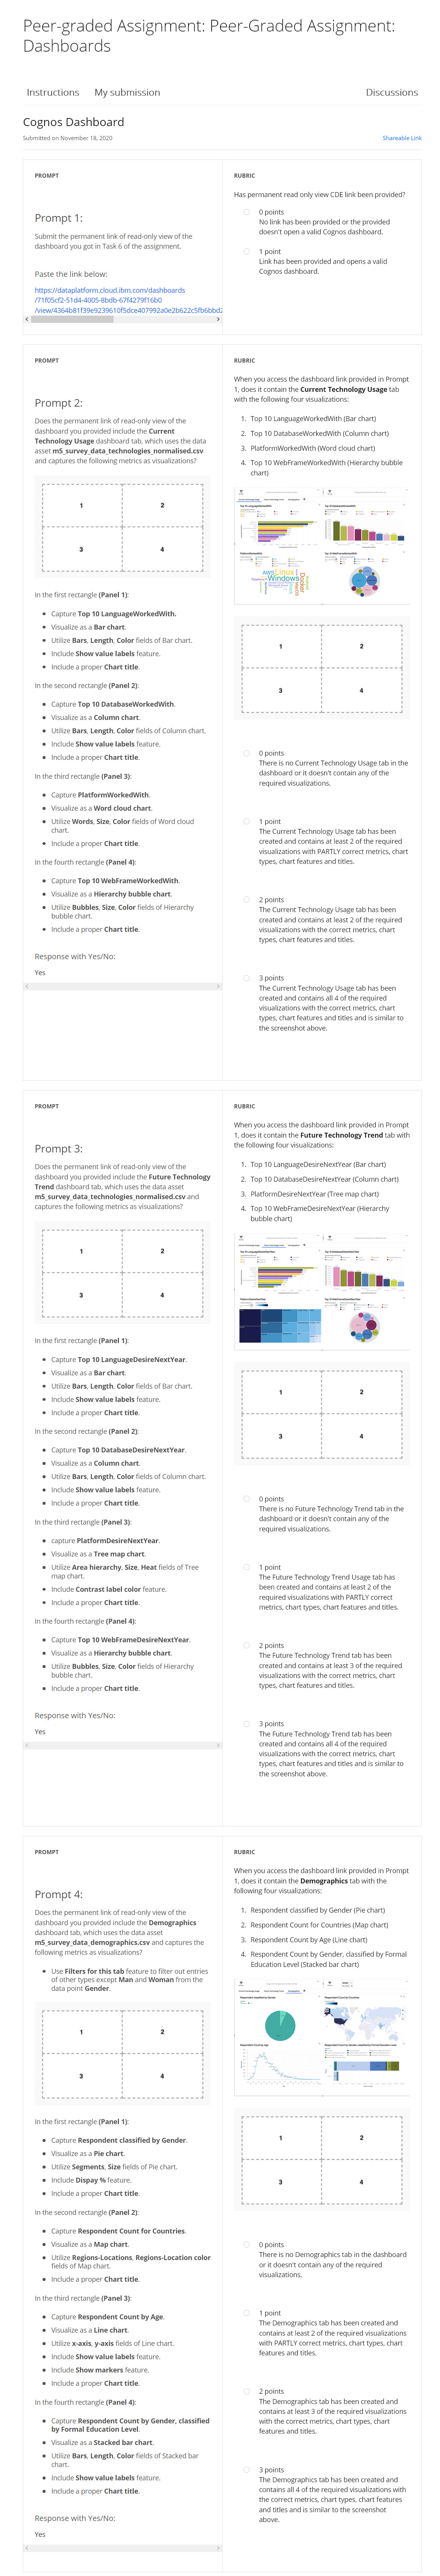 Peer-graded Assignment: Peer-Graded Assignment:
Dashboards
Instructions
My submission
Discussions
Cognos Dashboard
Submitted on November 18, 2020
Shareable Link
PROMPT
Prompt 1:
Submit the permanent link of read-only view of the
dashboard you got in Task 6 of the assignment.
Paste the link below:
https://dataplatform.cloud.ibm.com/dashboards
/71f05cf2-51d4-4005-8bdb-67f4279f16b0
RUBRIC
Has permanent read only view CDE link been provided?
0 points
No link has been provided or the provided
doesn't open a valid Cognos dashboard.
1 point
Link has been provided and opens a valid
Cognos dashboard.
PROMPT
Prompt 2:
Does the permanent link of read-only view of the
dashboard you provided include the Current
Technology Usage dashboard tab, which uses the data
asset m5_survey_data_technologies_normalised.csv
and captures the following metrics as visualizations?
1
2
3
4
In the first rectangle (Panel 1):
Capture Top 10 LanguageWorkedWith.
Visualize as a Bar chart.
Utilize Bars, Length, Color fields of Bar chart.
Include Show value labels feature.
Include a proper Chart title.
In the second rectangle (Panel 2):
Capture Top 10 DatabaseWorkedWith.
Visualize as a Column chart.
Utilize Bars, Length, Color fields of Column chart.
Include Show value labels feature.
Include a proper Chart title.
In the third rectangle (Panel 3):
Capture PlatformWorkedWith.
Visualize as a Word cloud chart.
Utilize Words, Size, Color fields of Word cloud
chart.
Include a proper Chart title.
In the fourth rectangle (Panel 4):
Capture Top 10 WebFrameWorkedWith.
Visualize as a Hierarchy bubble chart.
Utilize Bubbles, Size, Color fields of Hierarchy
bubble chart.
Include a proper Chart title.
Response with Yes/No:
Yes
RUBRIC
When you access the dashboard link provided in Prompt
1, does it contain the Current Technology Usage tab
with the following four visualizations:
1. Top 10 LanguageWorkedWith (Bar chart)
2. Top 10 DatabaseWorkedWith (Column chart)
3. PlatformWorkedWith (Word cloud chart)
4. Top 10 WebFrameWorkedWith (Hierarchy bubble
chart)
AWS Linux
Windows
Docker
1
2
3
4
0 points
There is no Current Technology Usage tab in the
dashboard or it doesn't contain any of the
required visualizations.
1 point
The Current Technology Usage tab has been
created and contains at least 2 of the required
visualizations with PARTLY correct metrics, chart
types, chart features and titles.
2 points
The Current Technology Usage tab has been
created and contains at least 2 of the required
visualizations with the correct metrics, chart
types, chart features and titles.
3 points
The Current Technology Usage tab has been
created and contains all 4 of the required
visualizations with the correct metrics, chart
types, chart features and titles and is similar to
the screenshot above.
PROMPT
Prompt 3:
Does the permanent link of read-only view of the
dashboard you provided include the Future Technology
Trend dashboard tab, which uses the data asset
m5_survey_data_technologies_normalised.csv and
captures the following metrics as visualizations?
1
2
3
4
In the first rectangle (Panel 1):
Capture Top 10 LanguageDesireNextYear.
Visualize as a Bar chart.
Utilize Bars, Length, Color fields of Bar chart.
Include Show value labels feature.
Include a proper Chart title.
In the second rectangle (Panel 2):
Capture Top 10 DatabaseDesireNextYear.
Visualize as a Column chart.
Utilize Bars, Length, Color fields of Column chart.
Include Show value labels feature.
Include a proper Chart title.
In the third rectangle (Panel 3):
capture PlatformDesireNextYear.
Visualize as a Tree map chart.
Utilize Area hierarchy, Size, Heat fields of Tree
map chart.
Include Contrast label color feature.
Include a proper Chart title.
In the fourth rectangle (Panel 4):
Capture Top 10 WebFrameDesireNextYear.
Visualize as a Hierarchy bubble chart.
Utilize Bubbles, Size, Color fields of Hierarchy
bubble chart.
Include a proper Chart title.
Response with Yes/No:
Yes
RUBRIC
When you access the dashboard link provided in Prompt
1, does it contain the Future Technology Trend tab with
the following four visualizations:
1. Top 10 LanguageDesireNextYear (Bar chart)
2. Top 10 DatabaseDesireNextYear (Column chart)
3. PlatformDesireNextYear (Tree map chart)
4. Top 10 WebFrameDesireNextYear (Hierarchy
bubble chart)
1
2
3
4
0 points
There is no Future Technology Trend tab in the
dashboard or it doesn't contain any of the
required visualizations.
1 point
The Future Technology Trend Usage tab has
been created and contains at least 2 of the
required visualizations with PARTLY correct
metrics, chart types, chart features and titles.
2 points
The Future Technology Trend tab has been
created and contains at least 3 of the required
visualizations with the correct metrics, chart
types, chart features and titles.
3 points
The Future Technology Trend tab has been
created and contains all 4 of the required
visualizations with the correct metrics, chart
types, chart features and titles and is similar to
the screenshot above.
PROMPT
Prompt 4:
Does the permanent link of read-only view of the
dashboard you provided include the Demographics
dashboard tab, which uses the data asset
m5_survey_data_demographics.csv and captures the
following metrics as visualizations?
Use Filters for this tab feature to filter out entries
of other types except Man and Woman from the
data point Gender.
1
2
3
4
In the first rectangle (Panel 1):
Capture Respondent classified by Gender.
Visualize as a Pie chart.
Utilize Segments, Size fields of Pie chart.
Include Dispay % feature.
Include a proper Chart title.
In the second rectangle (Panel 2):
Capture Respondent Count for Countries.
Visualize as a Map chart.
Utilize Regions-Locations, Regions-Location color
fields of Map chart.
Include a proper Chart title.
In the third rectangle (Panel 3):
Capture Respondent Count by Age.
Visualize as a Line chart.
Utilize x-axis, y-axis fields of Line chart.
Include Show value labels feature.
Include Show markers feature.
Include a proper Chart title.
In the fourth rectangle (Panel 4):
Capture Respondent Count by Gender, classified
by Formal Education Level.
Visualize as a Stacked bar chart.
Utilize Bars, Length, Color fields of Stacked bar
chart.
Include Show value labels feature.
Include a proper Chart title.
Response with Yes/No:
Yes
RUBRIC
When you access the dashboard link provided in Prompt
1, does it contain the Demographics tab with the
following four visualizations:
1. Respondent classified by Gender (Pie chart)
2. Respondent Count for Countries (Map chart)
3. Respondent Count by Age (Line chart)
4. Respondent Count by Gender, classified by Formal
Education Level (Stacked bar chart)
1
2
3
4
0 points
There is no Demographics tab in the dashboard
or it doesn't contain any of the required
visualizations.
1 point
The Demographics tab has been created and
contains at least 2 of the required visualizations
with PARTLY correct metrics, chart types, chart
features and titles.
2 points
The Demographics tab has been created and
contains at least 3 of the required visualizations
with the correct metrics, chart types, chart
features and titles.
3 points
The Demographics tab has been created and
contains all 4 of the required visualizations with
the correct metrics, chart types, chart features
and titles and is similar to the screenshot
above.